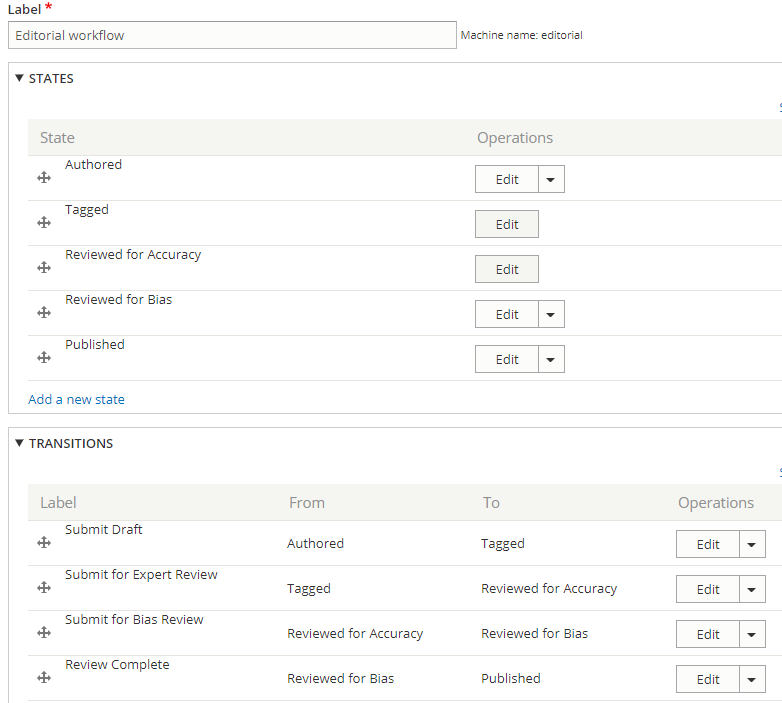 Label *
Editorial workflow Machine name: editorial
STATES
State Operations
Authored Edit
Tagged Edit
Reviewed for Accuracy Edit
Reviewed for Bias Edit
Published Edit
Add a new state
TRANSITIONS
Label From To Operations
Submit Draft Authored Tagged Edit
Submit for Expert Review Tagged Reviewed for Accuracy Edit
Submit for Bias Review Reviewed for Accuracy Reviewed for Bias Edit
Review Complete Reviewed for Bias Published Edit